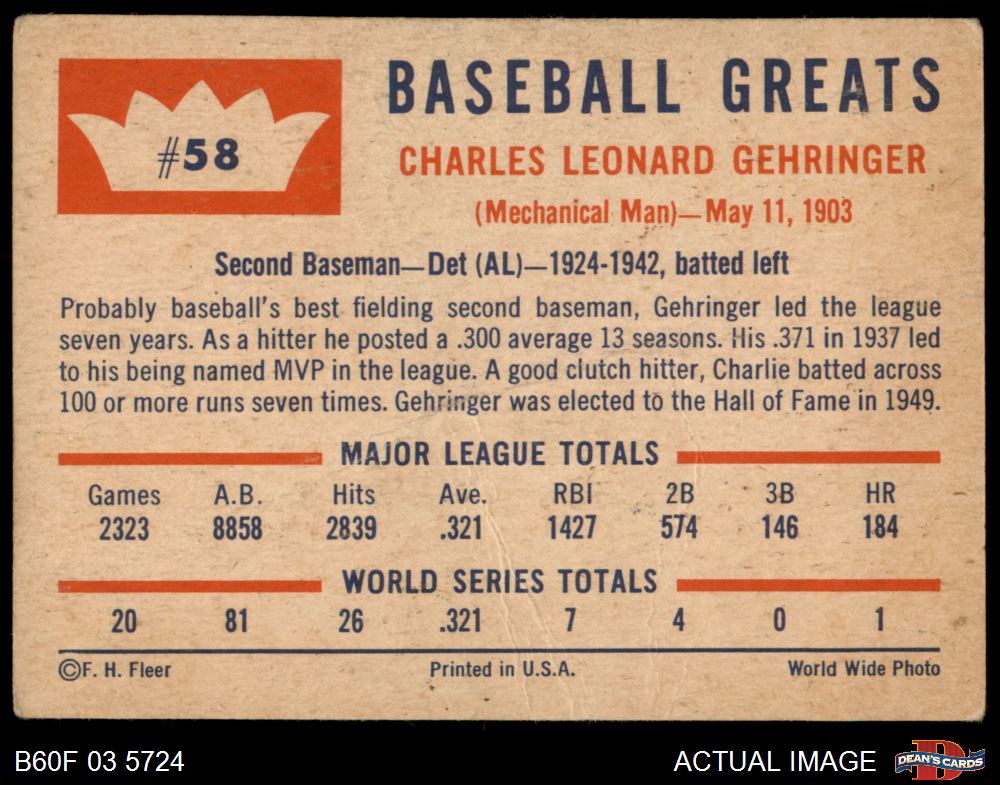 #58
BASEBALL GREATS
CHARLES LEONARD GEHRINGER
(Mechanical Man)—May 11, 1903
Second Baseman—Det (AL)—1924-1942, batted left
Probably baseball's best fielding second baseman, Gehringer led the league
seven years. As a hitter he posted a .300 average 13 seasons. His .371 in 1937 led
to his being named MVP in the league. A good clutch hitter, Charlie batted across
100 or more runs seven times. Gehringer was elected to the Hall of Fame in 1949.
MAJOR LEAGUE TOTALS
Games A.B. Hits Ave. RBI 2B 3B HR
2323 8858 2839 .321 1427 574 146 184
WORLD SERIES TOTALS
20 81 26 .321 7 4 0 1
©F. H. Fleer Printed in U.S.A. World Wide Photo
B60F 03 5724 ACTUAL IMAGE D DEAN'S CARDS